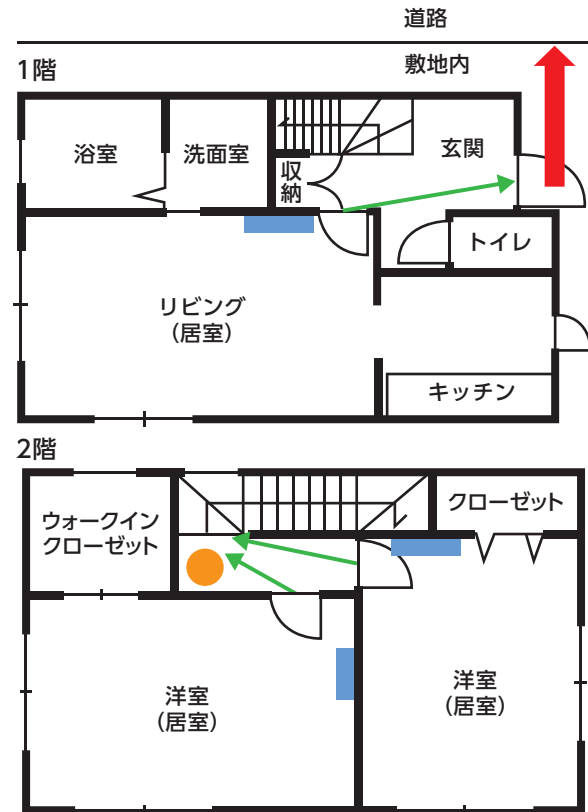 道路
敷地内
1階
浴室
洗面室
収
納
玄関
トイレ
リビング
(居室)
キッチン
2階
ウォークイン
クローゼット
クローゼット
洋室
(居室)
洋室
(居室)